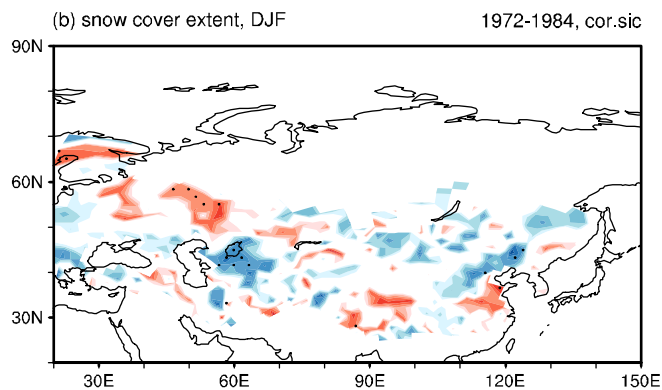 (b) snow cover extent, DJF 1972-1984, cor.sic
90N
60N
30N
30E 60E 90E 120E 150E